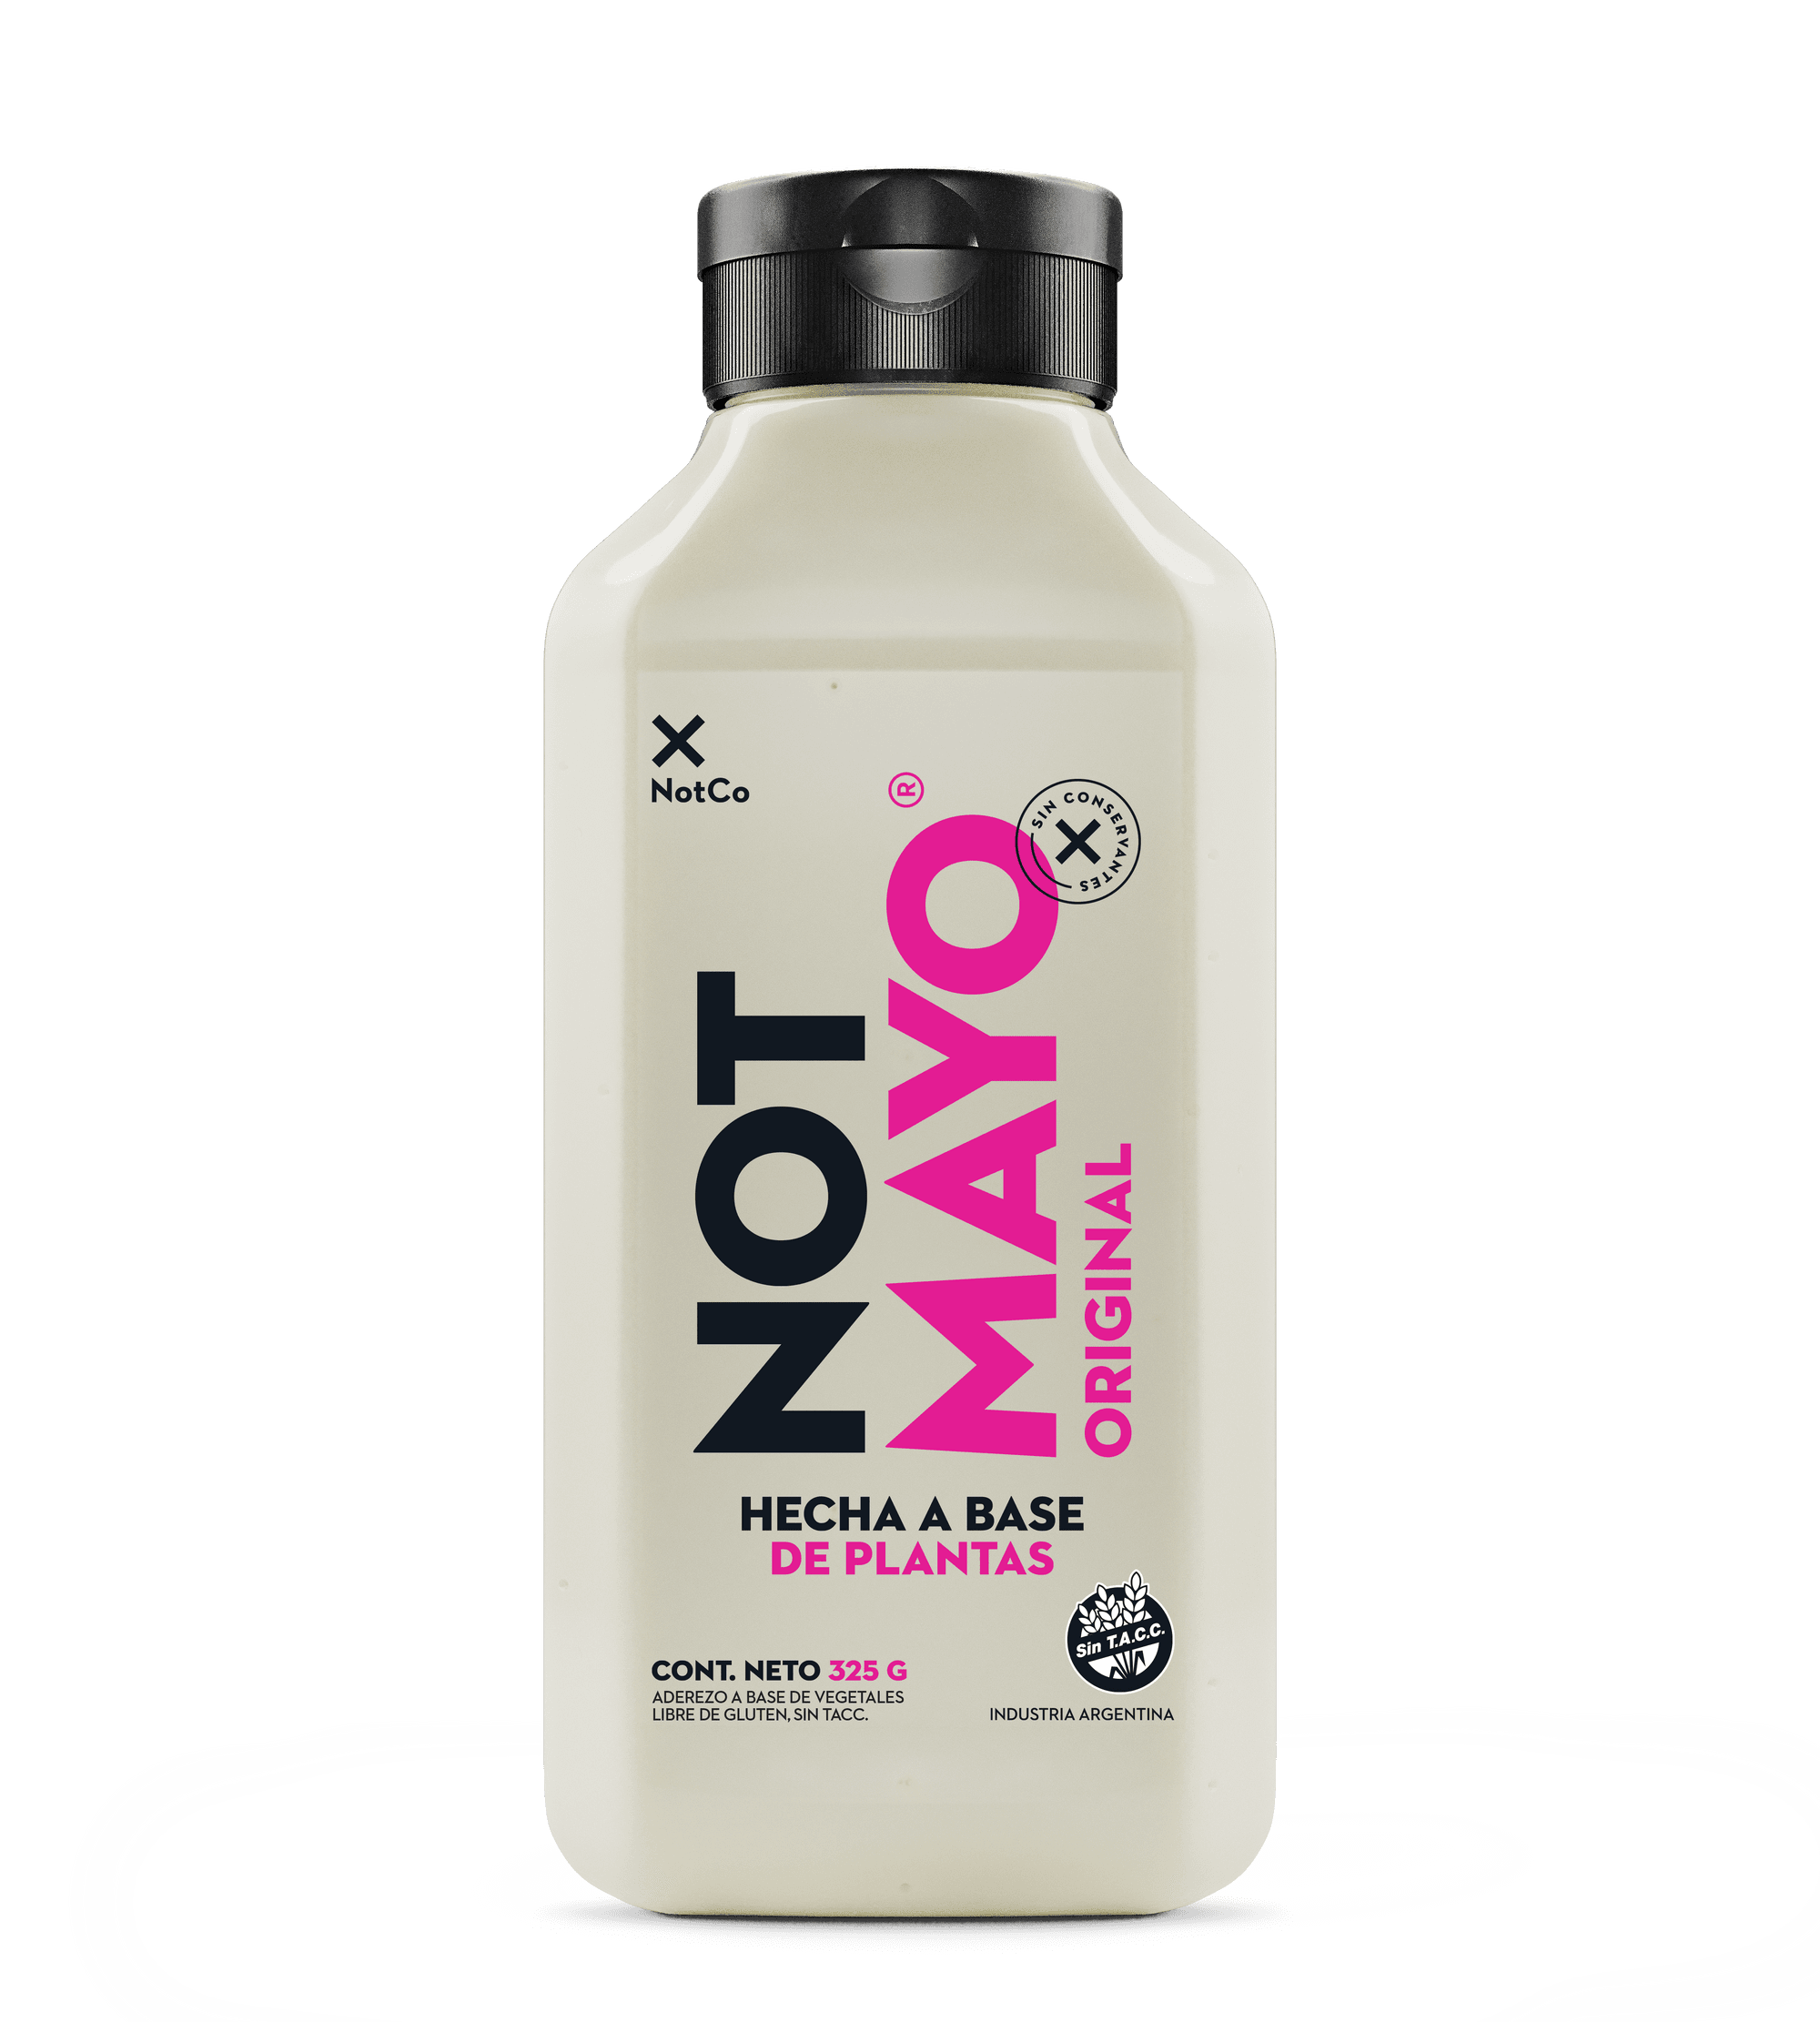 NotCo
SIN CONSERVANTES
NOT
MAYO®
ORIGINAL
HECHA A BASE
DE PLANTAS
Sin T.A.C.C.
CONT. NETO 325 G
ADEREZO A BASE DE VEGETALES
LIBRE DE GLUTEN, SIN TACC.
INDUSTRIA ARGENTINA